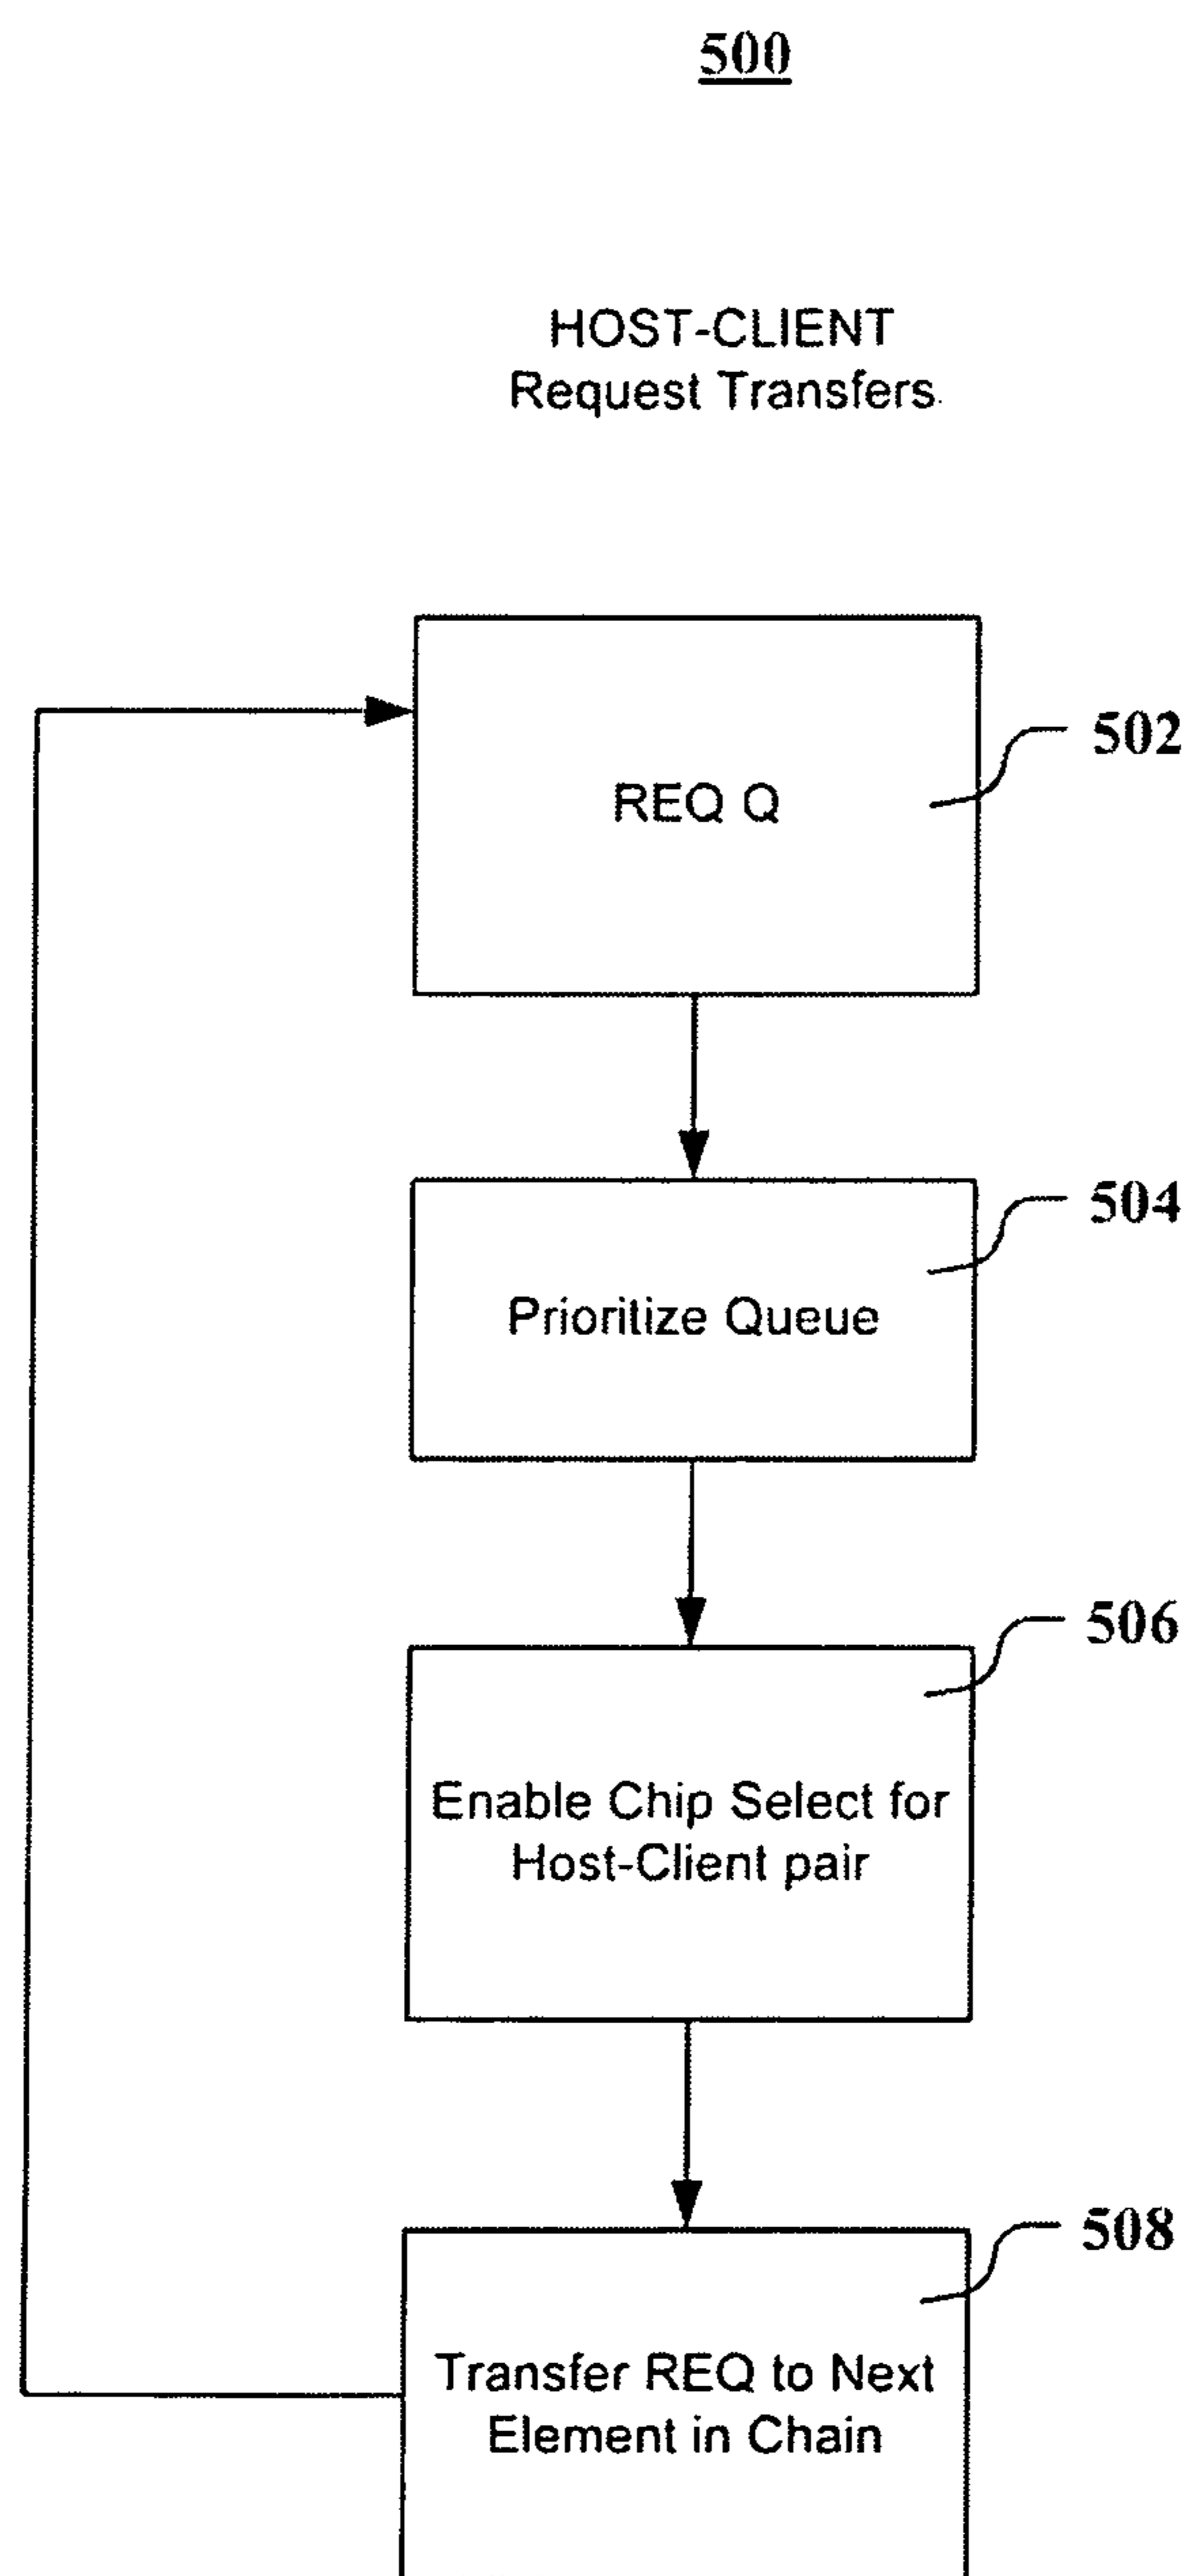 500
HOST-CLIENT
Request Transfers
REQ Q
502
Prioritize Queue
504
506
Enable Chip Select for
Host-Client pair
508
Transfer REQ to Next
Element in Chain